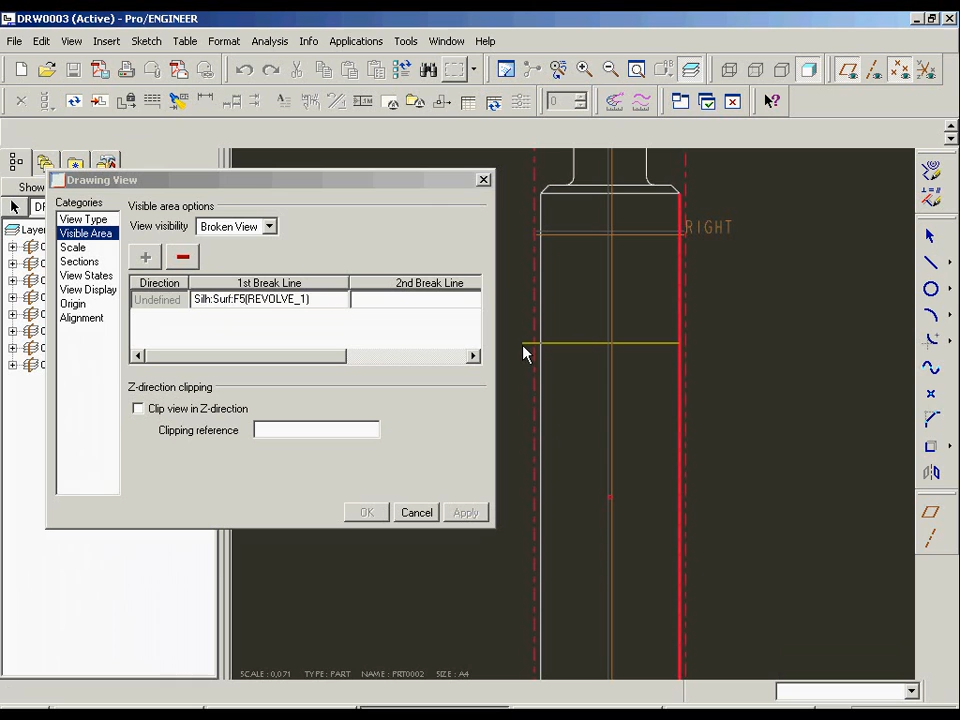 DRW0003 (Active) - Pro/ENGINEER
File Edit View Insert Sketch Table Format Analysis Info Applications Tools Window Help
0
Show
Layer
Drawing View
Categories
View Type
Visible Area
Scale
Sections
View States
View Display
Origin
Alignment
Visible area options
View visibility Broken View
Direction 1st Break Line 2nd Break Line
Undefined Silh:Surf:F5(REVOLVE_1)
Z-direction clipping
Clip view in Z-direction
Clipping reference
OK Cancel Apply
RIGHT
SCALE : 0,071 TYPE : PART NAME : PRT0002 SIZE : A4